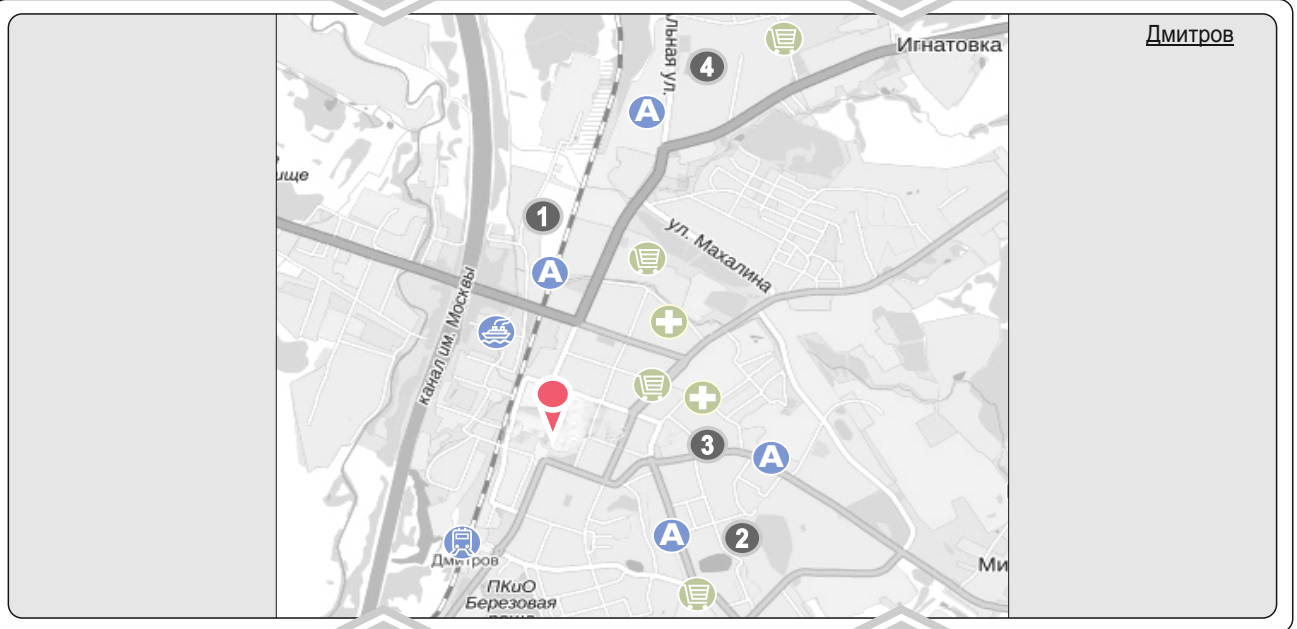 Дмитров
Игнатовка
льная ул.
4
А
ище
1
ул. Махалина
А
канал им. Москвы
3
А
А
2
Дмитров
Ми
ПКиО
Березовая